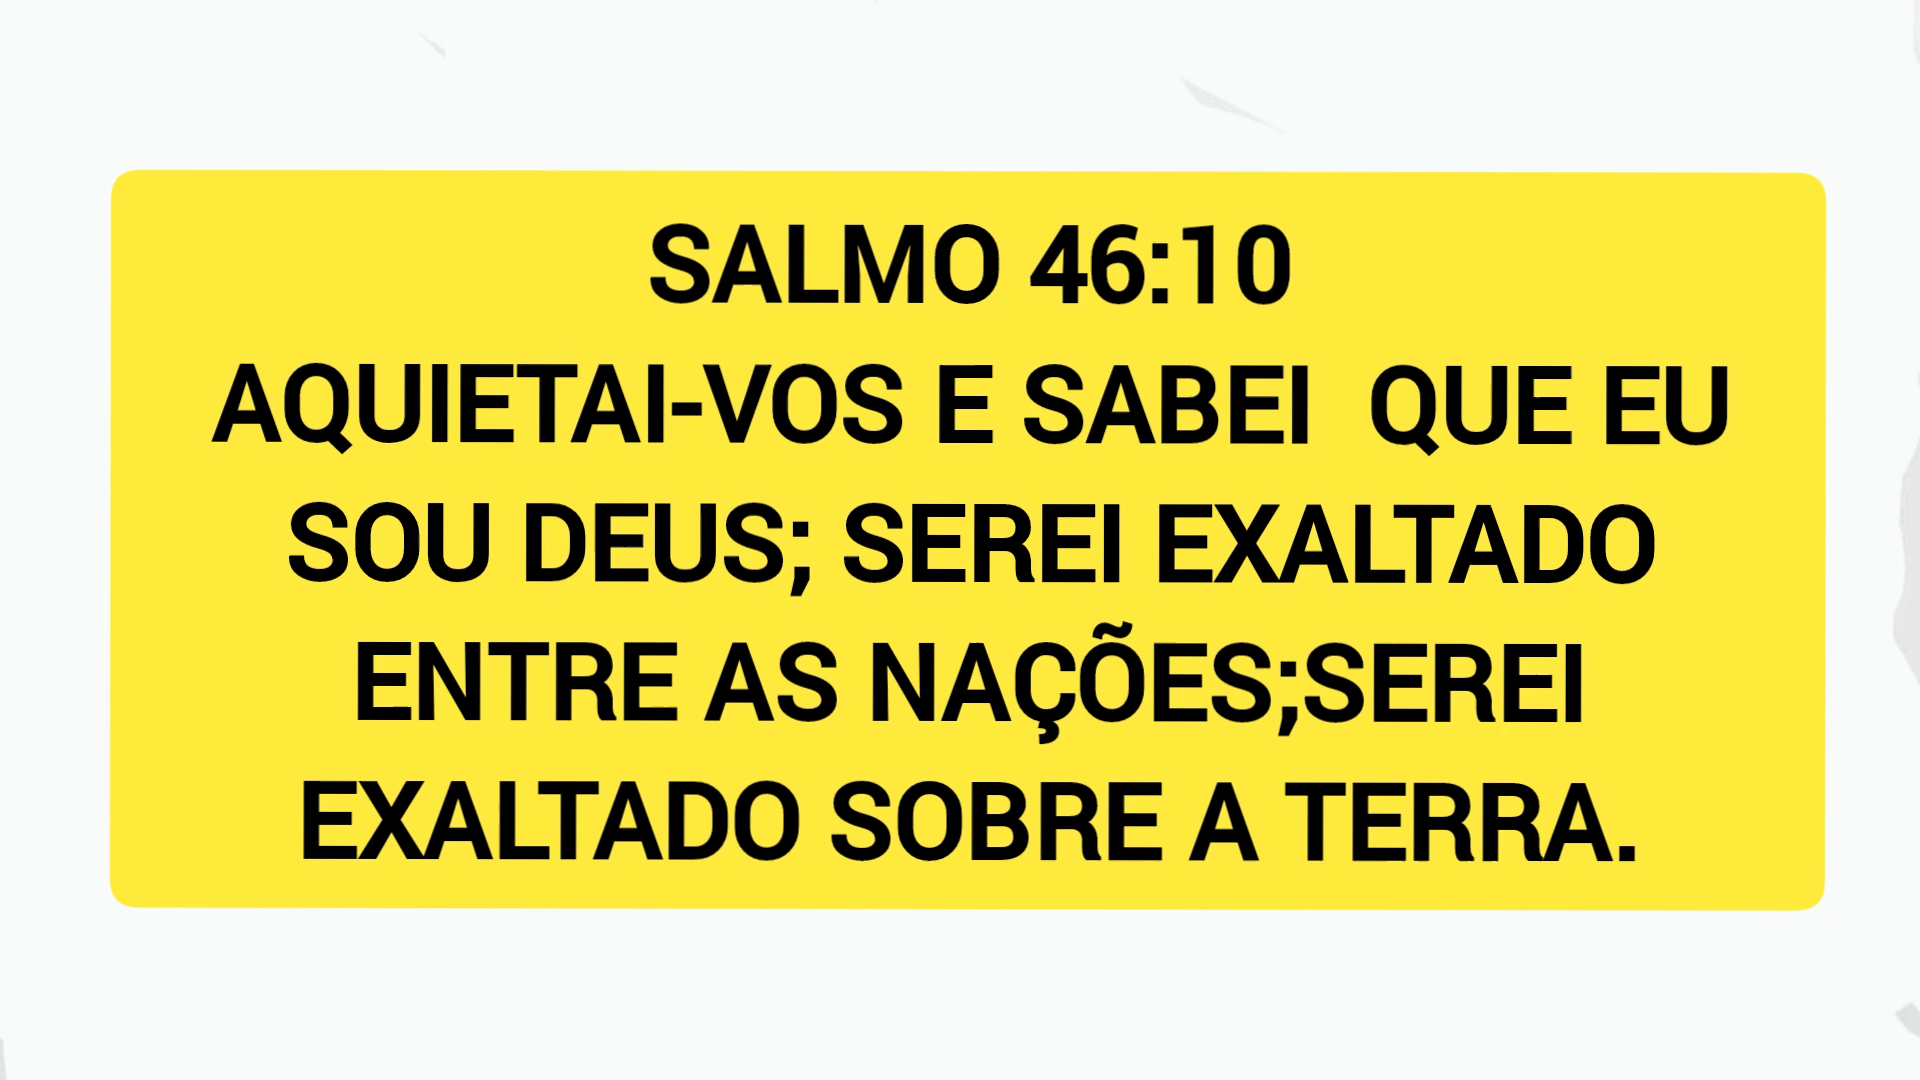 SALMO 46:10
AQUIETAI-VOS E SABEI  QUE EU
SOU DEUS; SEREI EXALTADO
ENTRE AS NAÇÕES;SEREI
EXALTADO SOBRE A TERRA.